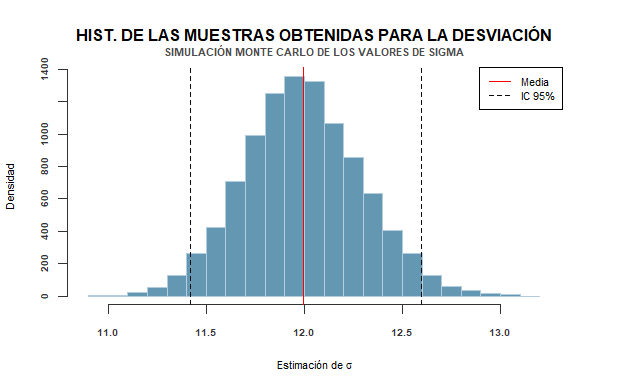 HIST. DE LAS MUESTRAS OBTENIDAS PARA LA DESVIACIÓN
SIMULACIÓN MONTE CARLO DE LOS VALORES DE SIGMA
Media
IC 95%
Densidad
1400
1000
800
600
400
200
0
11.0 11.5 12.0 12.5 13.0
Estimación de σ